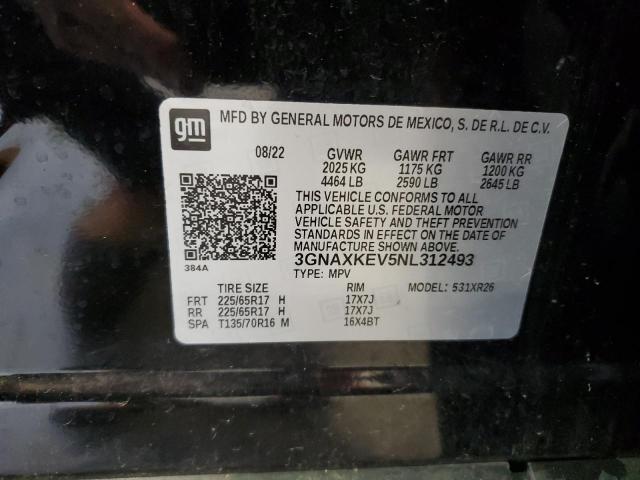 gm
MFD BY GENERAL MOTORS DE MEXICO, S. DE R.L. DE C.V.
08/22 GVWR GAWR FRT GAWR RR
2025 KG 1175 KG 1200 KG
4464 LB 2590 LB 2645 LB
THIS VEHICLE CONFORMS TO ALL
APPLICABLE U.S. FEDERAL MOTOR
VEHICLE SAFETY AND THEFT PREVENTION
STANDARDS IN EFFECT ON THE DATE OF
MANUFACTURE SHOWN ABOVE.
3GNAXKEV5NL312493
384A
TYPE: MPV
TIRE SIZE RIM MODEL: 531XR26
FRT 225/65R17 H 17X7J
RR 225/65R17 H 17X7J
SPA T135/70R16 M 16X4BT